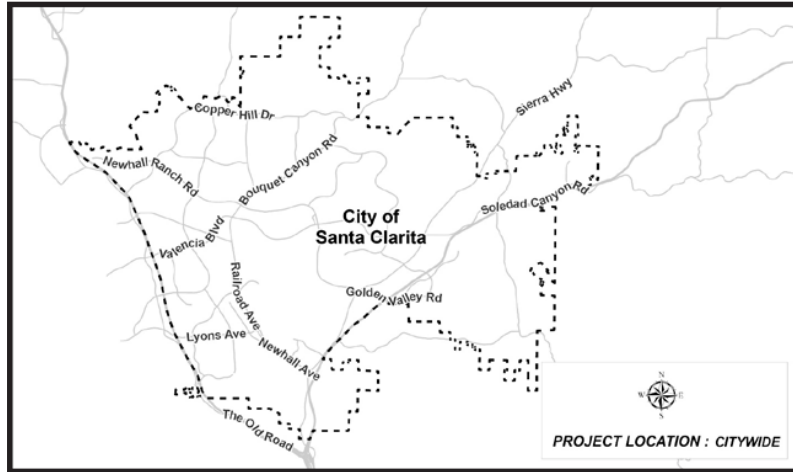 Sierra Hwy
Copper Hill Dr
Newhall Ranch Rd
Bouquet Canyon Rd
Soledad Canyon Rd
City of
Santa Clarita
Valencia Blvd
Railroad Ave
Golden Valley Rd
Lyons Ave
Newhall Ave
The Old Road
N
W
E
S
PROJECT LOCATION : CITYWIDE